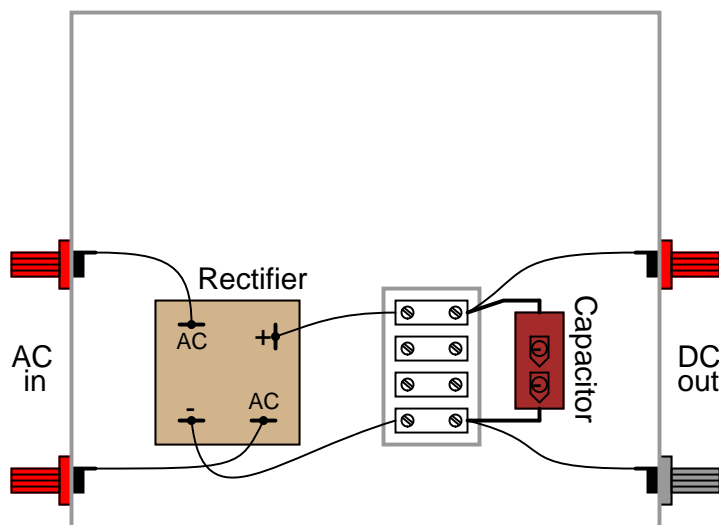 Rectifier
AC
+
-
AC
AC
in
Capacitor
DC
out